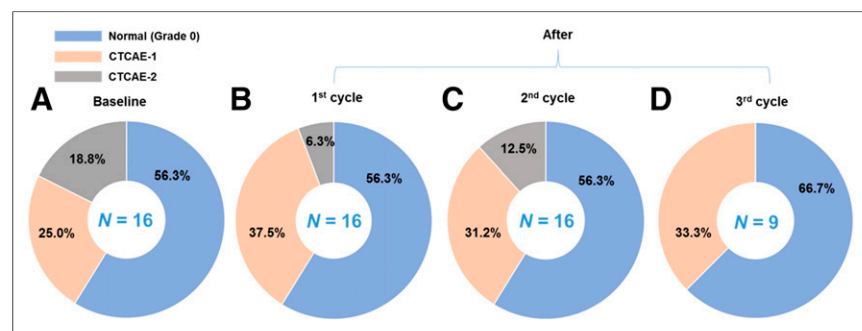 Normal (Grade 0)
CTCAE-1
CTCAE-2
After
A
Baseline
B
1st cycle
C
2nd cycle
D
3rd cycle
18.8%
56.3%
25.0%
N = 16
6.3%
56.3%
37.5%
N = 16
12.5%
56.3%
31.2%
N = 16
66.7%
33.3%
N = 9